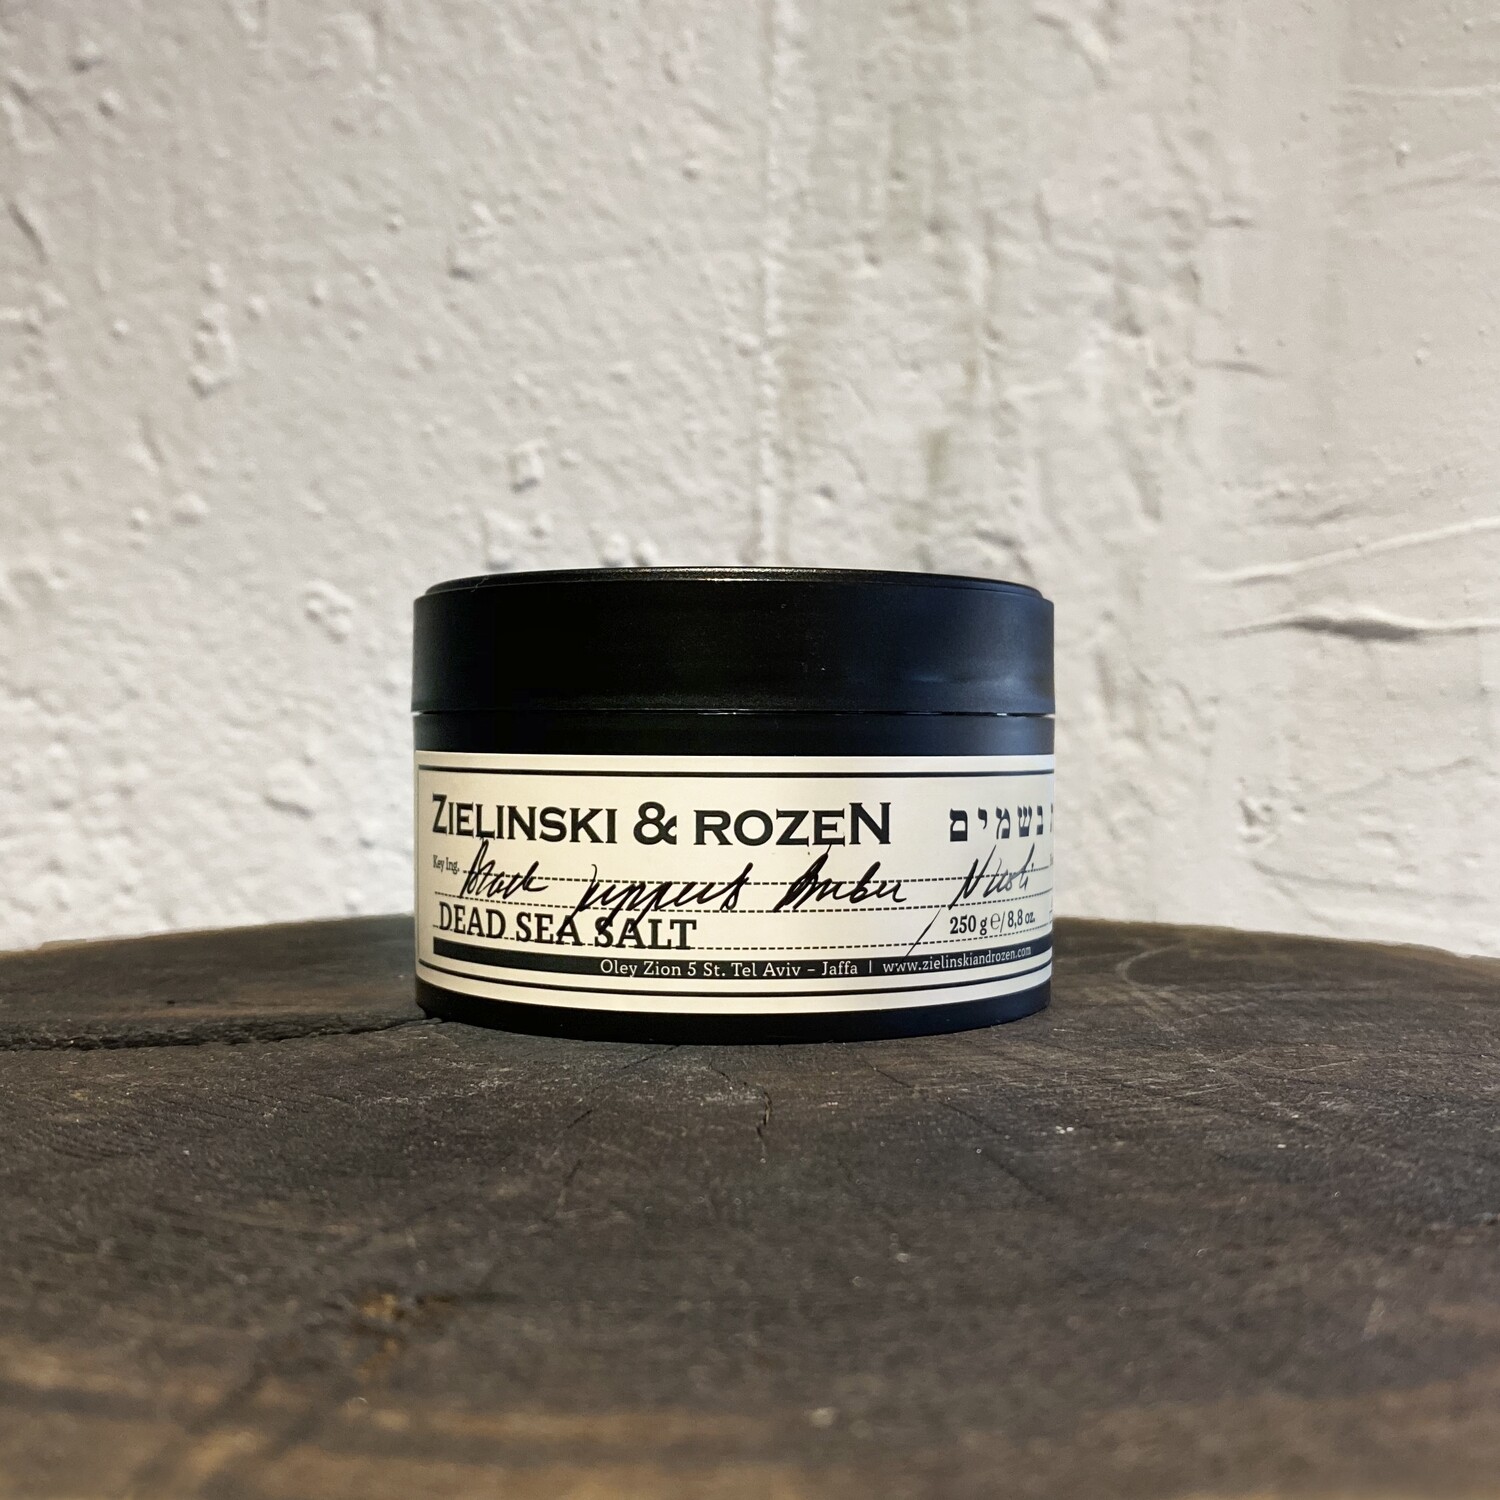 ZIELINSKI & ROZEN בשמים
Key Ing. Black pepper Amber Neroli
DEAD SEA SALT 250 g ℮/ 8,8 oz.
Oley Zion 5 St. Tel Aviv – Jaffa | www.zielinskiandrozen.com